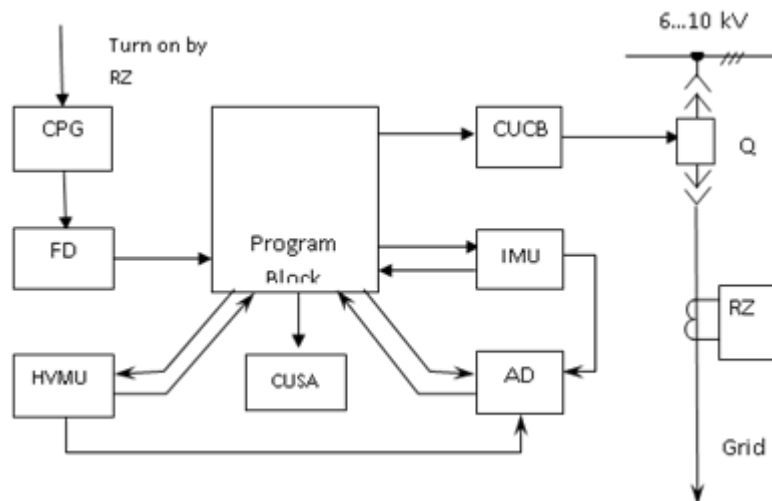 6...10 kV
Turn on by
RZ
CPG
CUCB
Q
FD
Program
Block
IMU
RZ
HVMU
CUSA
AD
Grid